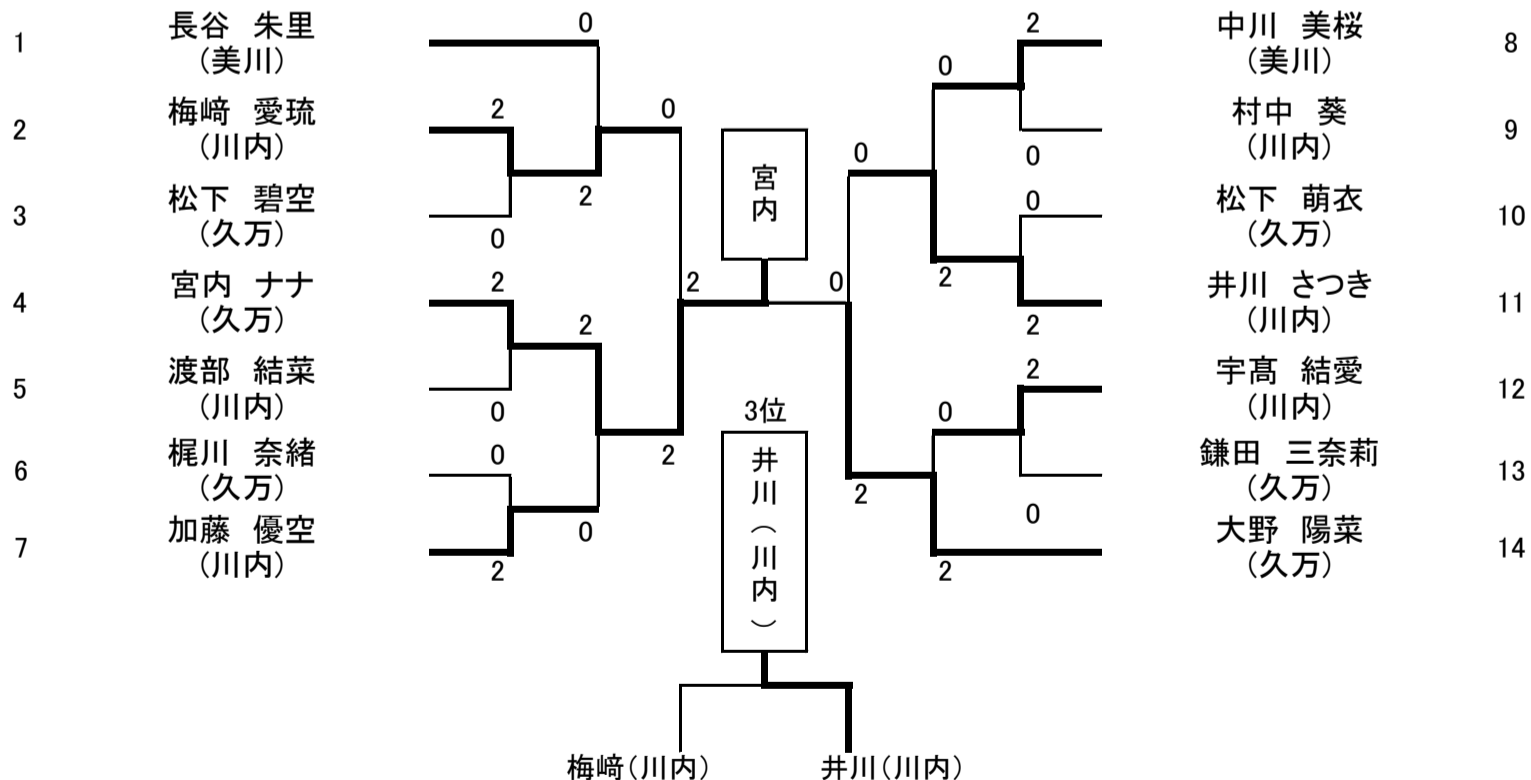 1
長谷 朱里
(美川)
0
2
梅﨑 愛琉
(川内)
2
0
2
3
松下 碧空
(久万)
0
4
宮内 ナナ
(久万)
2
2
5
渡部 結菜
(川内)
0
2
6
梶川 奈緒
(久万)
0
7
加藤 優空
(川内)
2
0
宮内
2
0
3位
井川(川内)
梅﨑(川内)
井川(川内)
2
中川 美桜
(美川)
8
0
村中 葵
(川内)
9
0
0
0
松下 萌衣
(久万)
10
2
井川 さつき
(川内)
11
2
2
宇髙 結愛
(川内)
12
0
鎌田 三奈莉
(久万)
13
2
0
大野 陽菜
(久万)
14
2